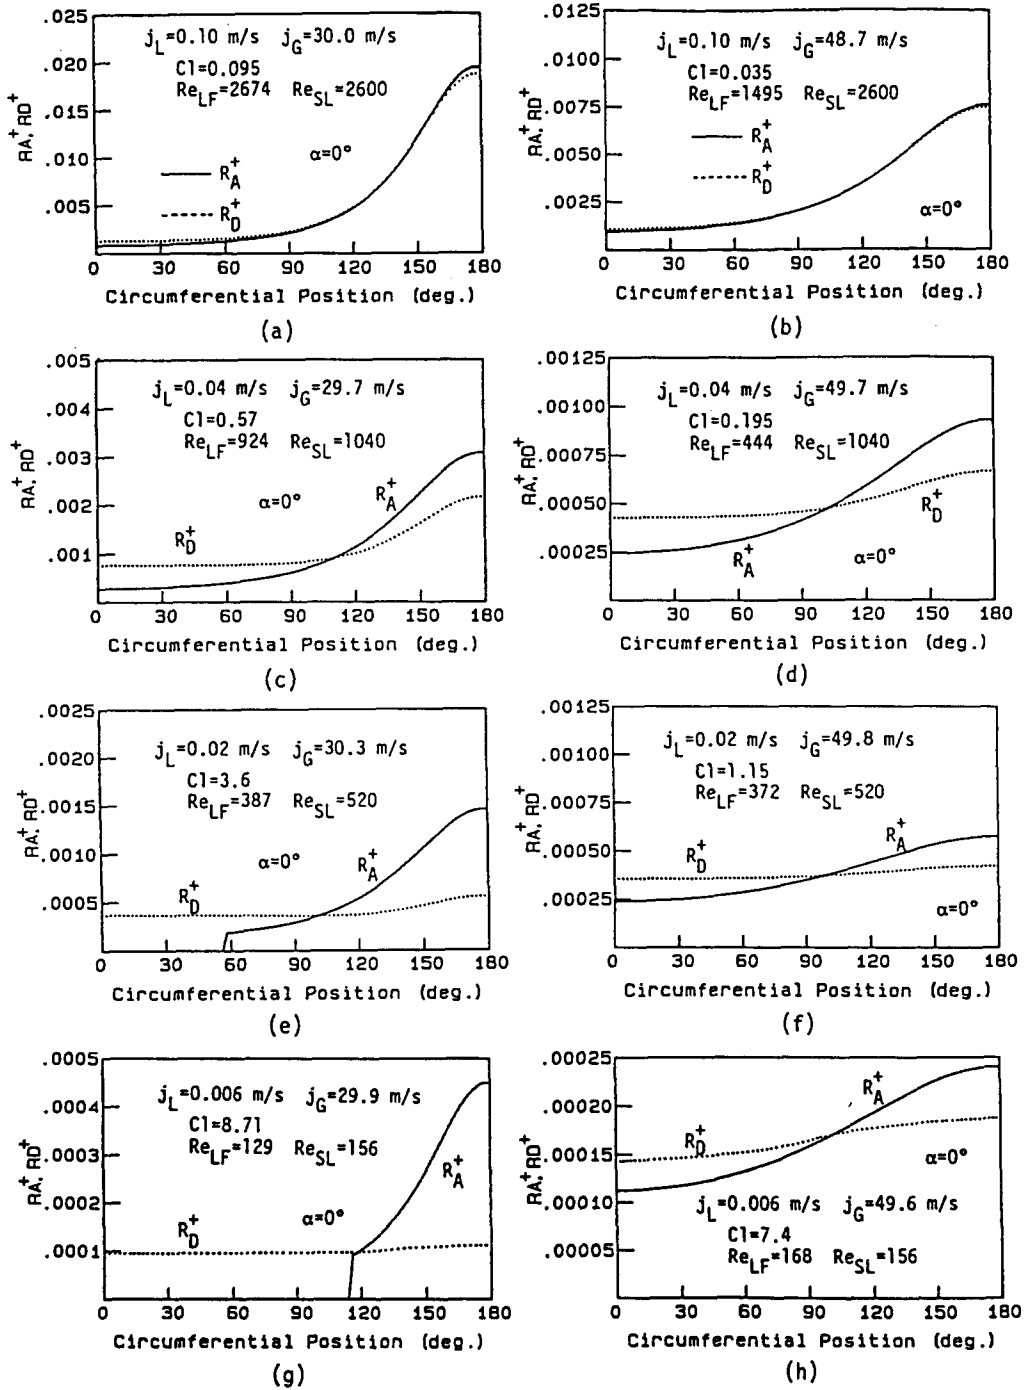 .025
.020
.015
.010
.005
RA+, RD+
j_L=0.10 m/s j_G=30.0 m/s
C1=0.095
Re_LF=2674 Re_SL=2600
α=0°
R_A^+
R_D^+
0 30 60 90 120 150 180
Circumferential Position (deg.)
(a)
.0125
.0100
.0075
.0050
.0025
RA+, RD+
j_L=0.10 m/s j_G=48.7 m/s
C1=0.035
Re_LF=1495 Re_SL=2600
R_A^+
R_D^+
α=0°
0 30 60 90 120 150 180
Circumferential Position (deg.)
(b)
.005
.004
.003
.002
.001
RA+, RD+
j_L=0.04 m/s j_G=29.7 m/s
C1=0.57
Re_LF=924 Re_SL=1040
α=0°
R_A^+
R_D^+
0 30 60 90 120 150 180
Circumferential Position (deg.)
(c)
.00125
.00100
.00075
.00050
.00025
RA+, RD+
j_L=0.04 m/s j_G=49.7 m/s
C1=0.195
Re_LF=444 Re_SL=1040
R_D^+
R_A^+
α=0°
0 30 60 90 120 150 180
Circumferential Position (deg.)
(d)
.0025
.0020
.0015
.0010
.0005
RA+, RD+
j_L=0.02 m/s j_G=30.3 m/s
C1=3.6
Re_LF=387 Re_SL=520
α=0°
R_A^+
R_D^+
0 30 60 90 120 150 180
Circumferential Position (deg.)
(e)
.00125
.00100
.00075
.00050
.00025
RA+, RD+
j_L=0.02 m/s j_G=49.8 m/s
C1=1.15
Re_LF=372 Re_SL=520
R_A^+
R_D^+
α=0°
0 30 60 90 120 150 180
Circumferential Position (deg.)
(f)
.0005
.0004
.0003
.0002
.0001
RA+, RD+
j_L=0.006 m/s j_G=29.9 m/s
C1=8.71
Re_LF=129 Re_SL=156
R_A^+
α=0°
R_D^+
0 30 60 90 120 150 180
Circumferential Position (deg.)
(g)
.00025
.00020
.00015
.00010
.00005
RA+, RD+
R_A^+
R_D^+
α=0°
j_L=0.006 m/s j_G=49.6 m/s
C1=7.4
Re_LF=168 Re_SL=156
0 30 60 90 120 150 180
Circumferential Position (deg.)
(h)